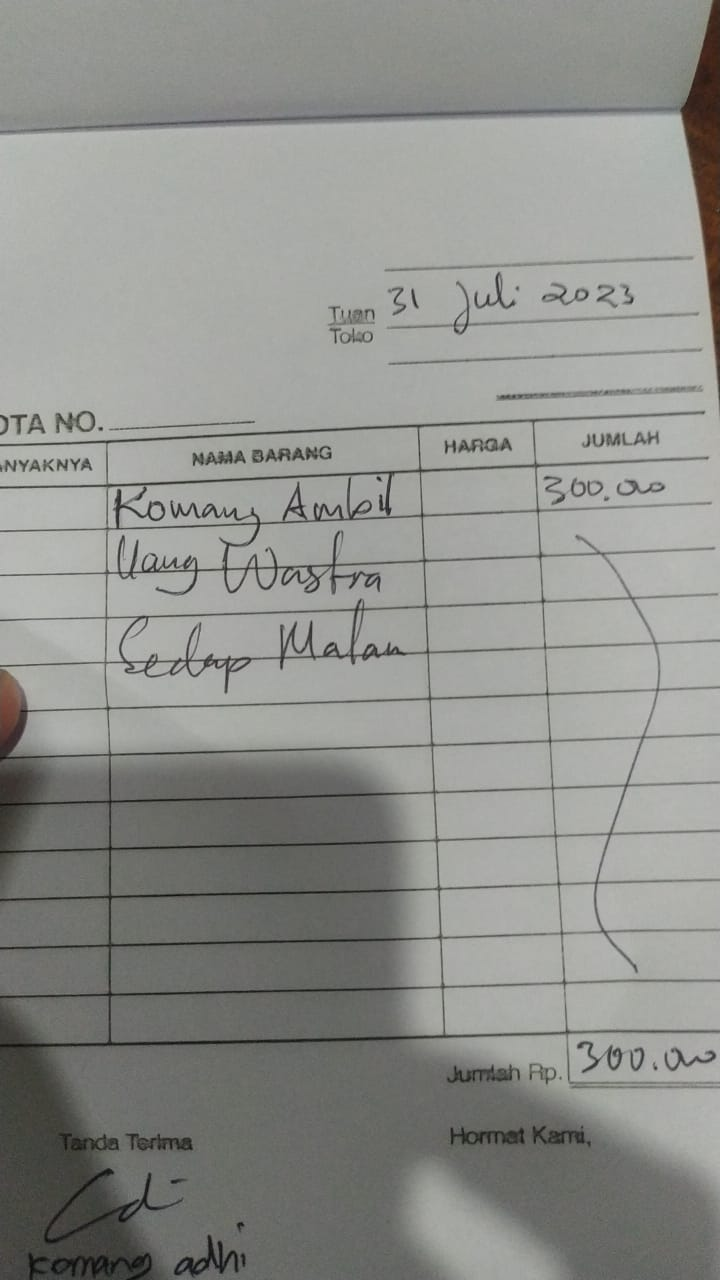 31 Juli 2023
Tuan
Toko
OTA NO.
ANYAKNYA NAMA BARANG HARGA JUMLAH
Komang Ambil 300.000
Uang Wastra
Sedap Malam
Jumlah Rp. 300.000
Tanda Terima Hormat Kami,
komang adhi